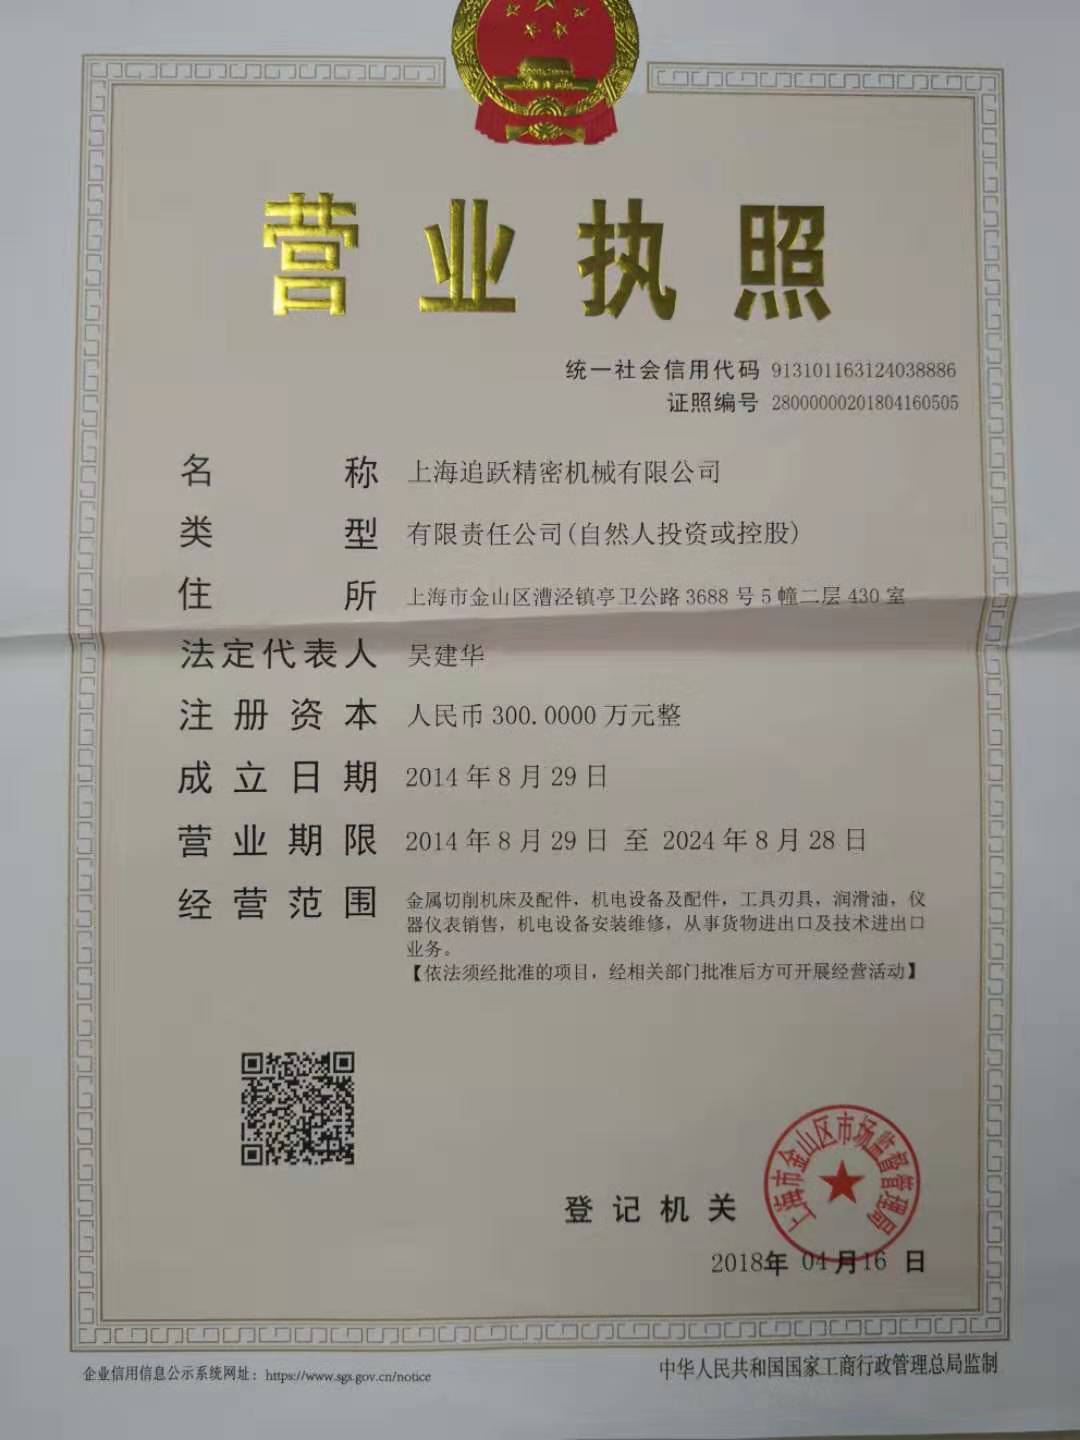 营业执照
统一社会信用代码 913101163124038886
证照编号 28000000201804160505
名称 上海追跃精密机械有限公司
类型 有限责任公司(自然人投资或控股)
住所 上海市金山区漕泾镇亭卫公路3688号5幢二层430室
法定代表人 吴建华
注册资本 人民币300.0000万元整
成立日期 2014年8月29日
营业期限 2014年8月29日 至 2024年8月28日
经营范围 金属切削机床及配件，机电设备及配件，工具刃具，润滑油，仪
器仪表销售，机电设备安装维修，从事货物进出口及技术进出口
业务。
【依法须经批准的项目，经相关部门批准后方可开展经营活动】
上海市金山区市场监督管理局
登记机关
2018年04月16日
企业信用信息公示系统网址：https://www.sgs.gov.cn/notice
中华人民共和国国家工商行政管理总局监制